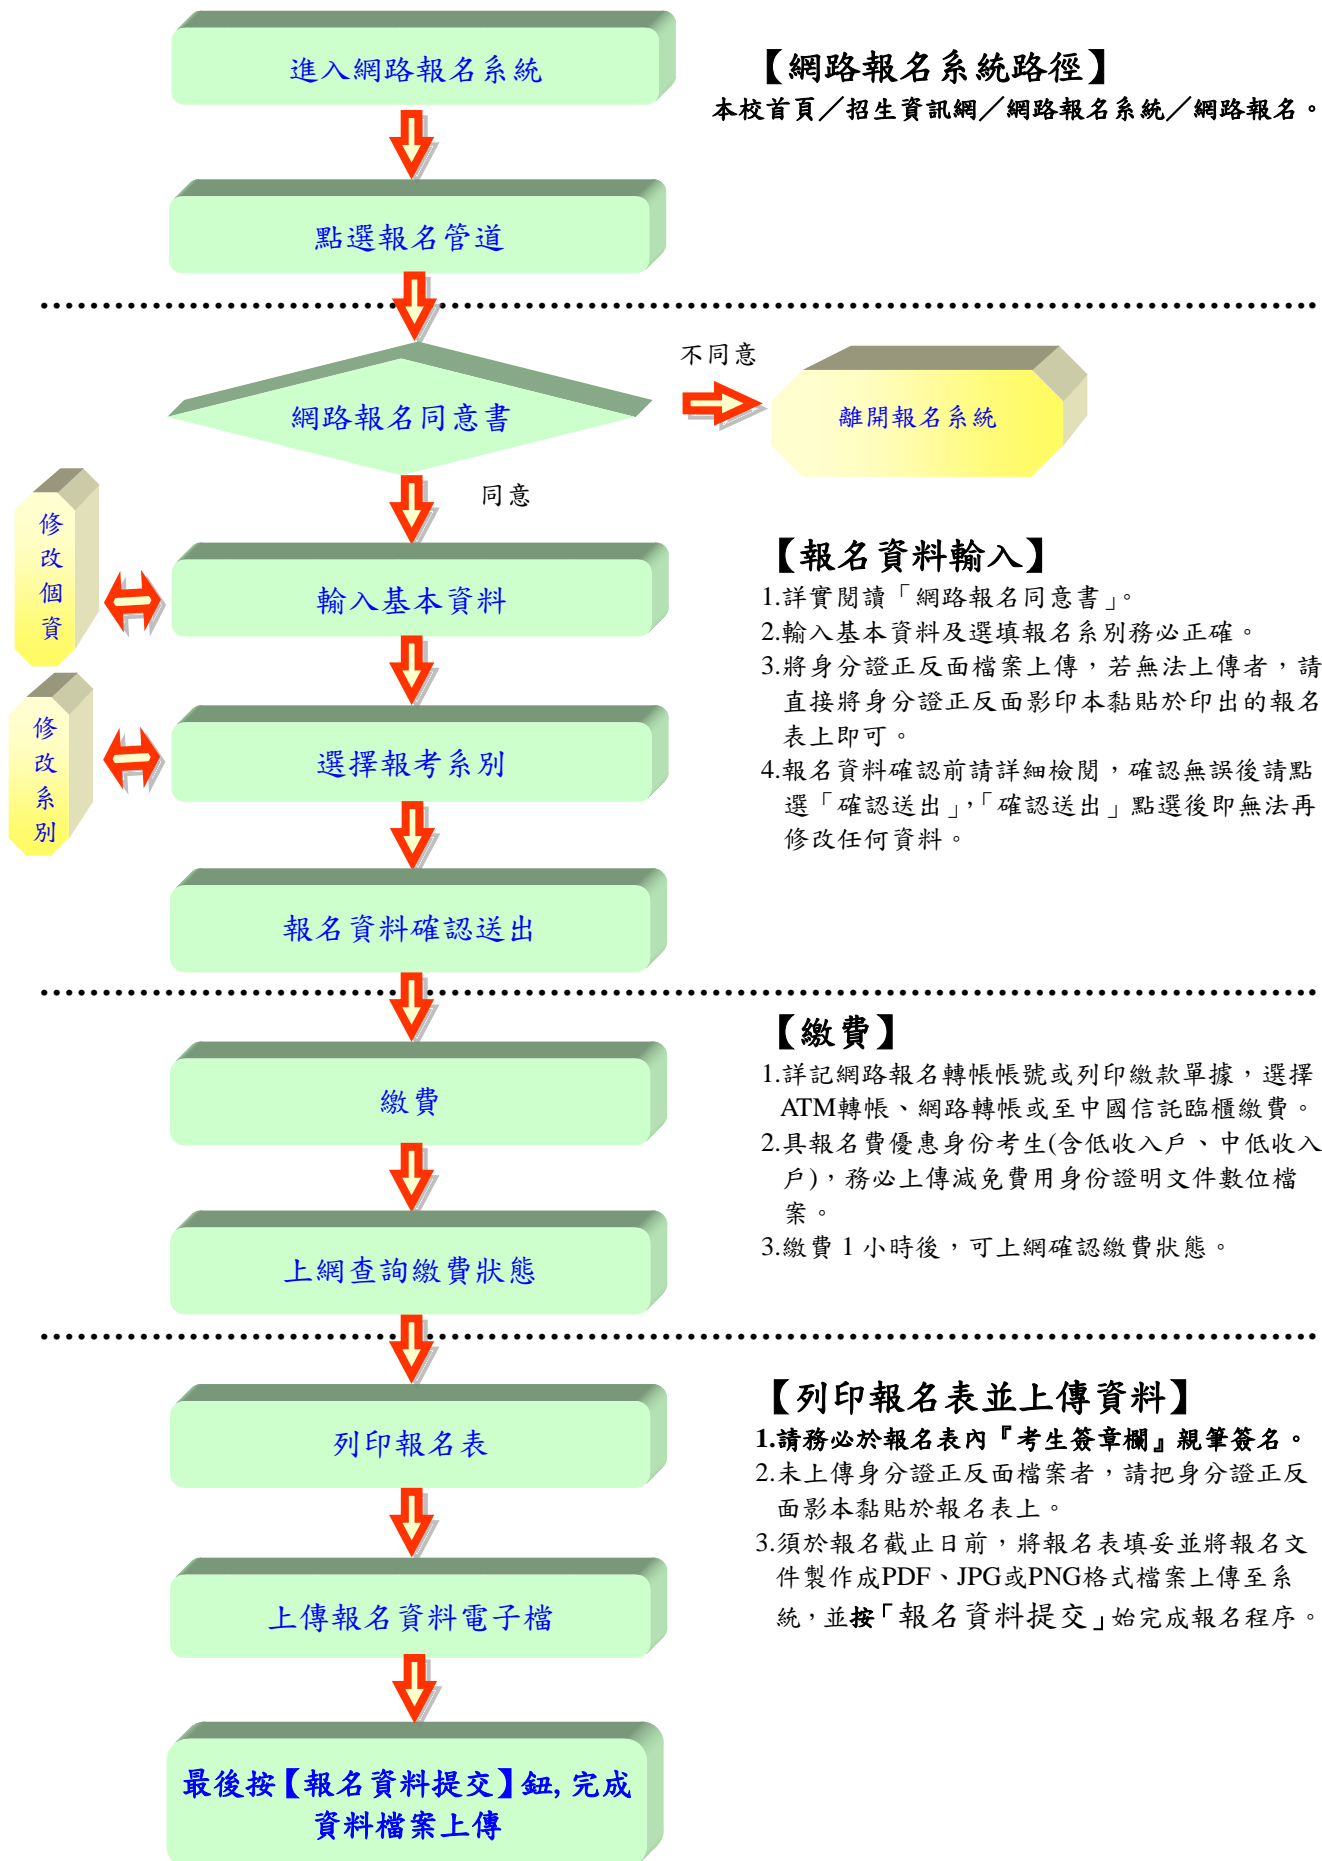 進入網路報名系統
【網路報名系統路徑】
本校首頁／招生資訊網／網路報名系統／網路報名。
點選報名管道
不同意
網路報名同意書
離開報名系統
同意
修改個資
輸入基本資料
【報名資料輸入】
1.詳實閱讀「網路報名同意書」。
2.輸入基本資料及選填報名系別務必正確。
3.將身分證正反面檔案上傳，若無法上傳者，請
直接將身分證正反面影印本黏貼於印出的報名
表上即可。
4.報名資料確認前請詳細檢閱，確認無誤後請點
選「確認送出」，「確認送出」點選後即無法再
修改任何資料。
修改系別
選擇報考系別
報名資料確認送出
【繳費】
1.詳記網路報名轉帳帳號或列印繳款單據，選擇
ATM轉帳、網路轉帳或至中國信託臨櫃繳費。
2.具報名費優惠身份考生(含低收入戶、中低收入
戶)，務必上傳減免費用身份證明文件數位檔
案。
3.繳費 1 小時後，可上網確認繳費狀態。
繳費
上網查詢繳費狀態
【列印報名表並上傳資料】
1.請務必於報名表內『考生簽章欄』親筆簽名。
2.未上傳身分證正反面檔案者，請把身分證正反
面影本黏貼於報名表上。
3.須於報名截止日前，將報名表填妥並將報名文
件製作成PDF、JPG或PNG格式檔案上傳至系
統，並按「報名資料提交」始完成報名程序。
列印報名表
上傳報名資料電子檔
最後按【報名資料提交】鈕,完成
資料檔案上傳